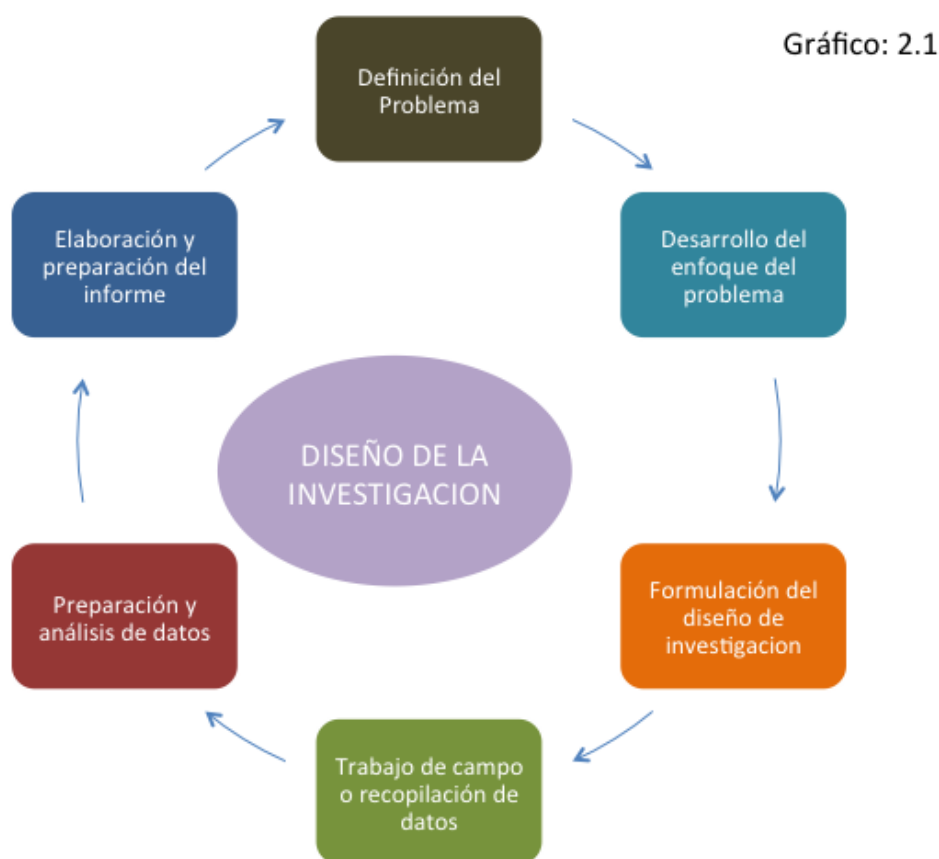 Gráfico: 2.1
Definición del
Problema
Desarrollo del
enfoque del
problema
Formulación del
diseño de
investigacion
Trabajo de campo
o recopilación de
datos
Preparación y
análisis de datos
Elaboración y
preparación del
informe
DISEÑO DE LA
INVESTIGACION